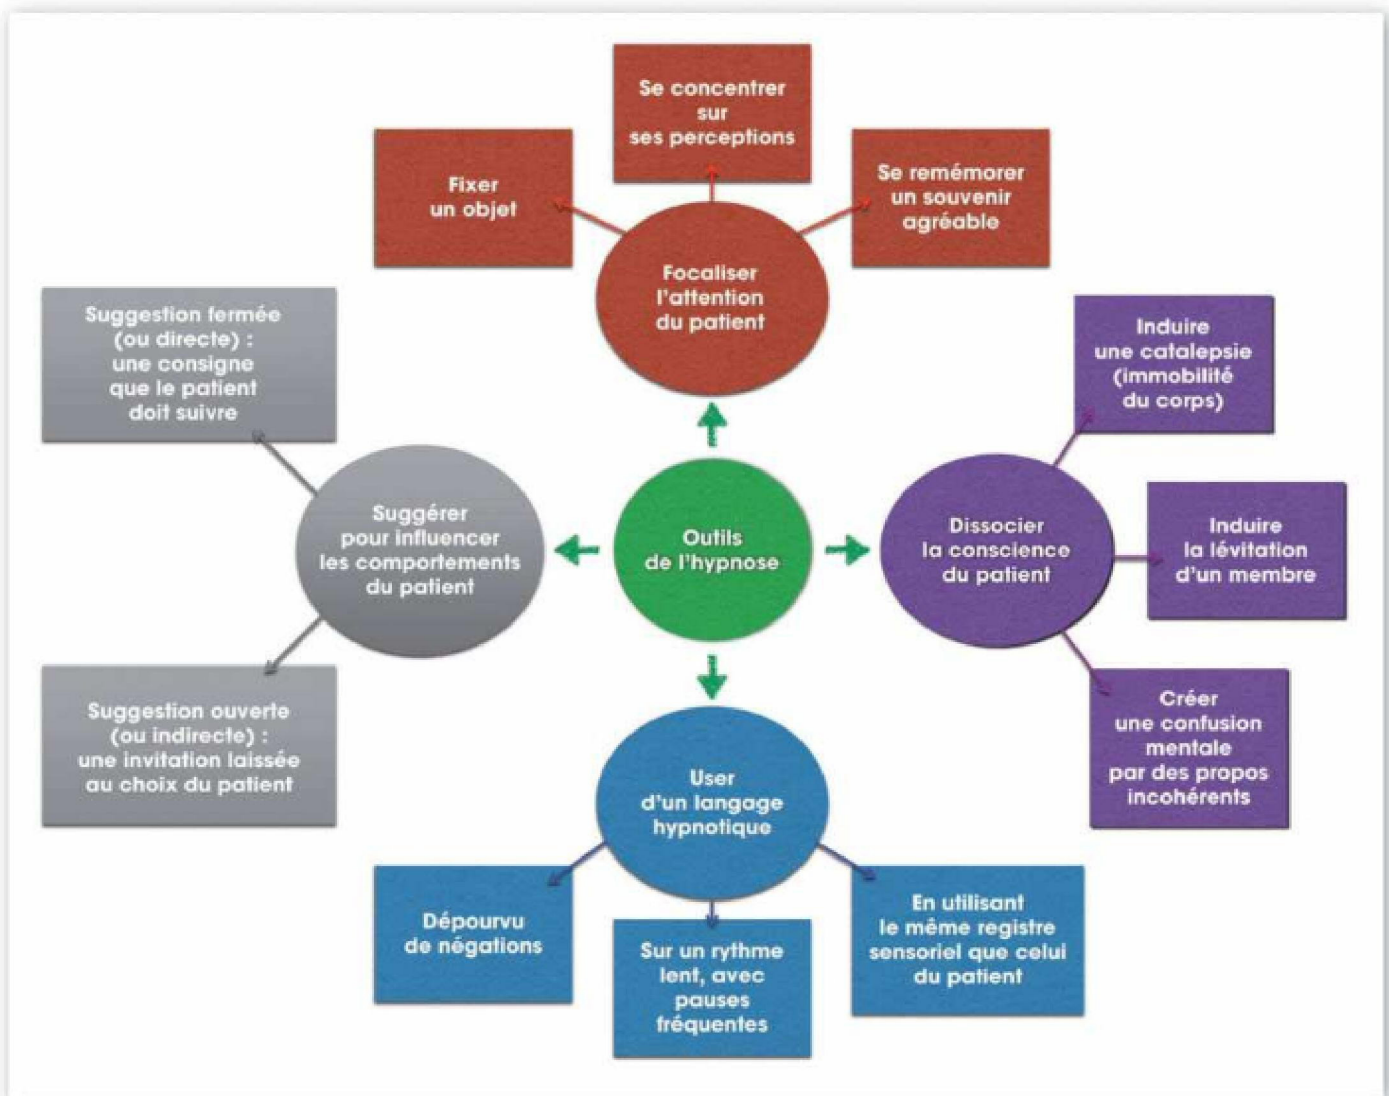 Se concentrer
sur
ses perceptions
Fixer
un objet
Se remémorer
un souvenir
agréable
Focaliser
l'attention
du patient
Suggestion fermée
(ou directe) :
une consigne
que le patient
doit suivre
Induire
une catalepsie
(immobilité
du corps)
Suggérer
pour influencer
les comportements
du patient
Outils
de l'hypnose
Dissocier
la conscience
du patient
Induire
la lévitation
d'un membre
Suggestion ouverte
(ou indirecte) :
une invitation laissée
au choix du patient
Créer
une confusion
mentale
par des propos
incohérents
User
d'un langage
hypnotique
Dépourvu
de négations
Sur un rythme
lent, avec
pauses
fréquentes
En utilisant
le même registre
sensoriel que celui
du patient